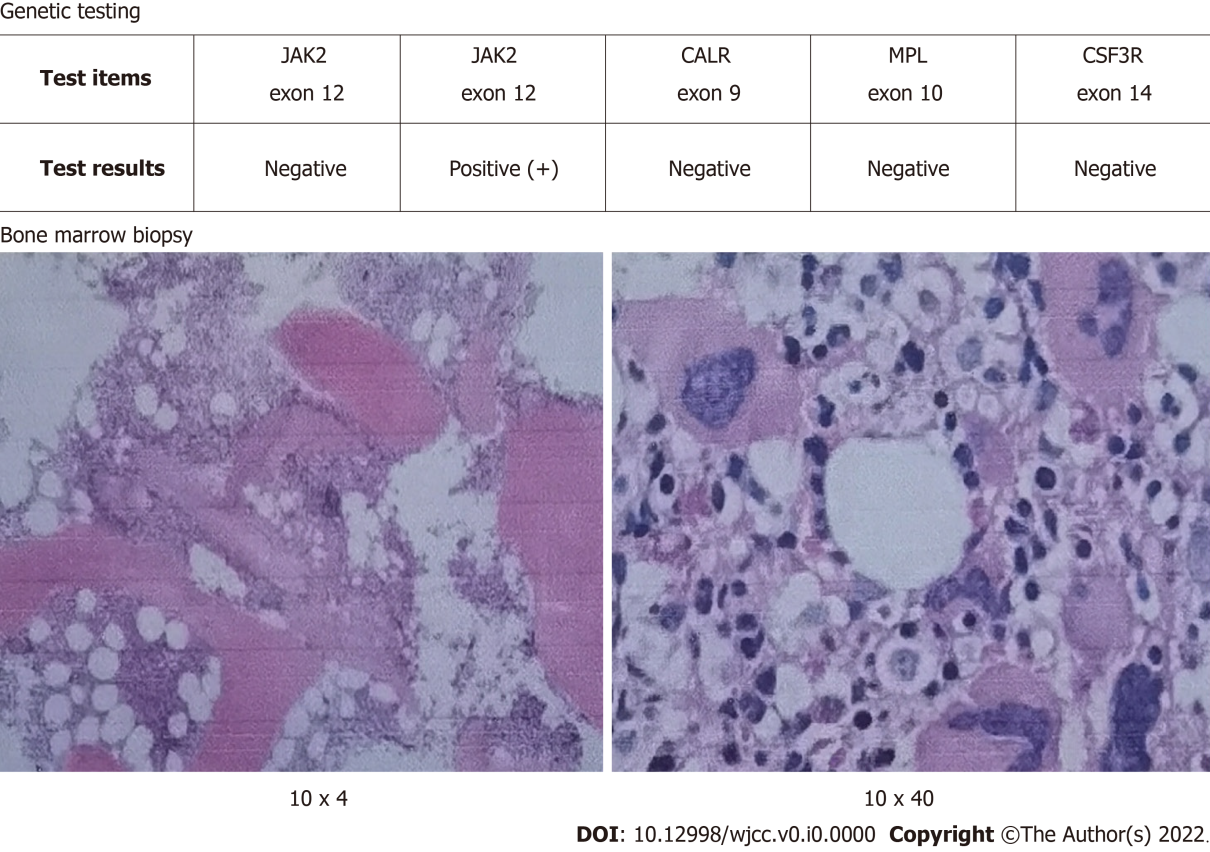 Genetic testing
Test items
JAK2
exon 12
JAK2
exon 12
CALR
exon 9
MPL
exon 10
CSF3R
exon 14
Test results
Negative
Positive (+)
Negative
Negative
Negative
Bone marrow biopsy
10 x 4
10 x 40
DOI: 10.12998/wjcc.v0.i0.0000 Copyright ©The Author(s) 2022.